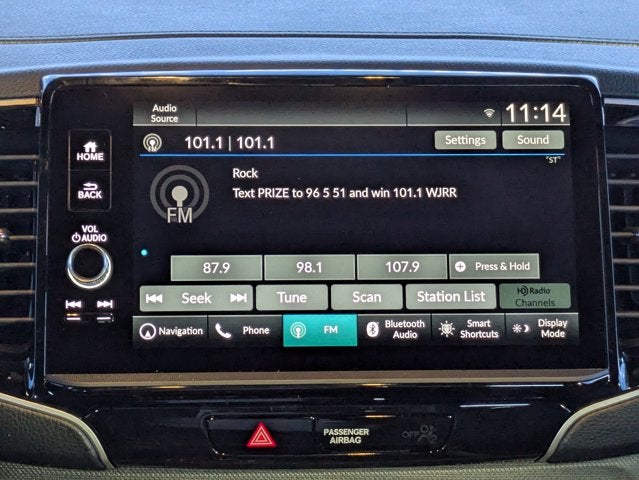 Audio
Source
11:14
HOME
101.1 | 101.1
Settings
Sound
"ST"
Rock
Text PRIZE to 96 5 51 and win 101.1 WJRR
BACK
FM
VOL
AUDIO
87.9
98.1
107.9
Press & Hold
Seek
Tune
Scan
Station List
HD Radio
Channels
Navigation
Phone
FM
Bluetooth
Audio
Smart
Shortcuts
Display
Mode
PASSENGER
AIRBAG
OFF